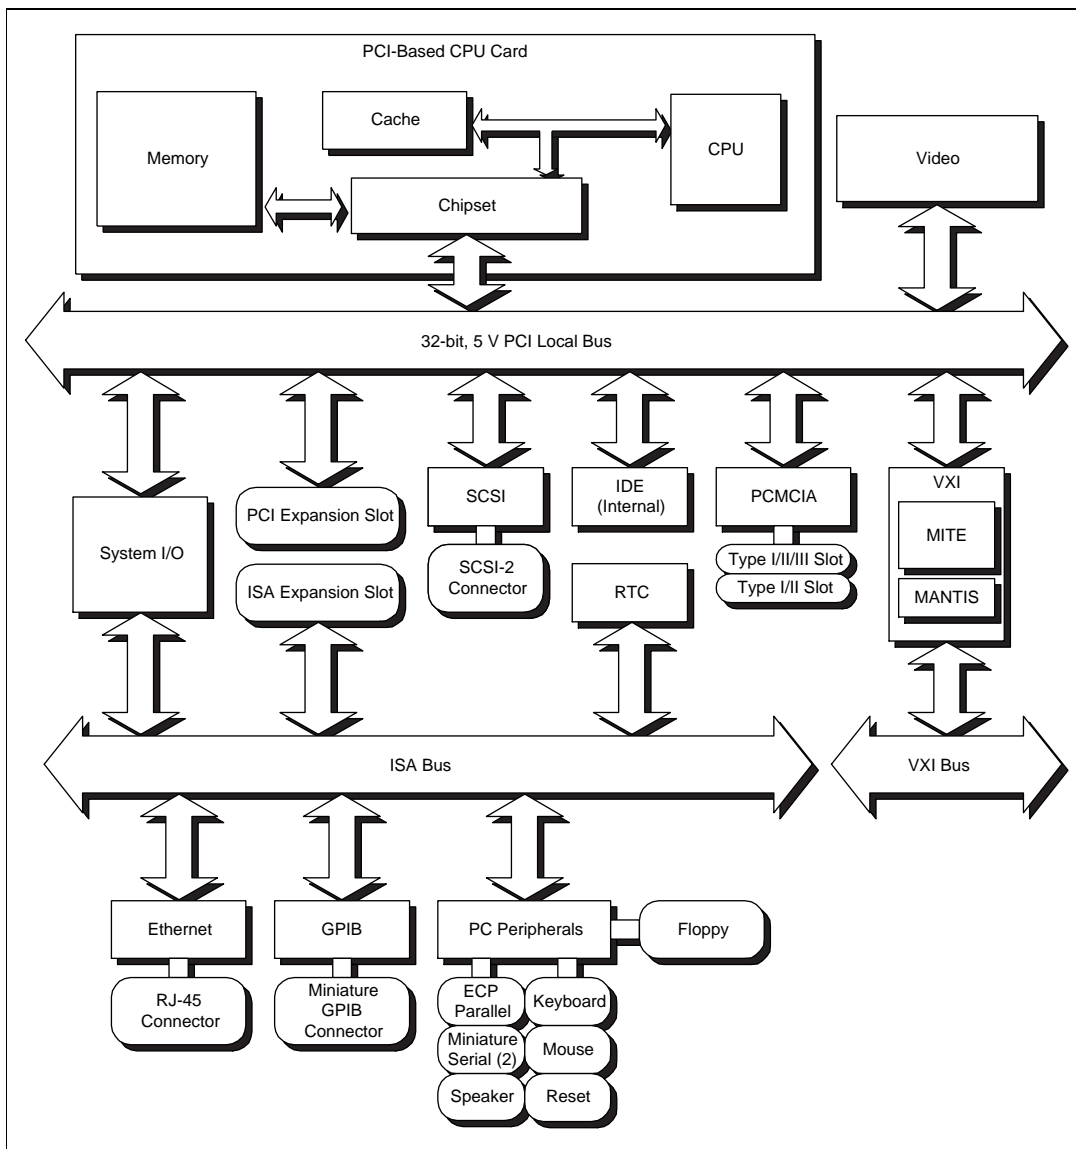 PCI-Based CPU Card
Memory
Cache
CPU
Chipset
Video
32-bit, 5 V PCI Local Bus
System I/O
PCI Expansion Slot
ISA Expansion Slot
SCSI
SCSI-2
Connector
IDE
(Internal)
RTC
PCMCIA
Type I/II/III Slot
Type I/II Slot
VXI
MITE
MANTIS
ISA Bus
VXI Bus
Ethernet
RJ-45
Connector
GPIB
Miniature
GPIB
Connector
PC Peripherals
Floppy
ECP
Parallel
Keyboard
Miniature
Serial (2)
Mouse
Speaker
Reset